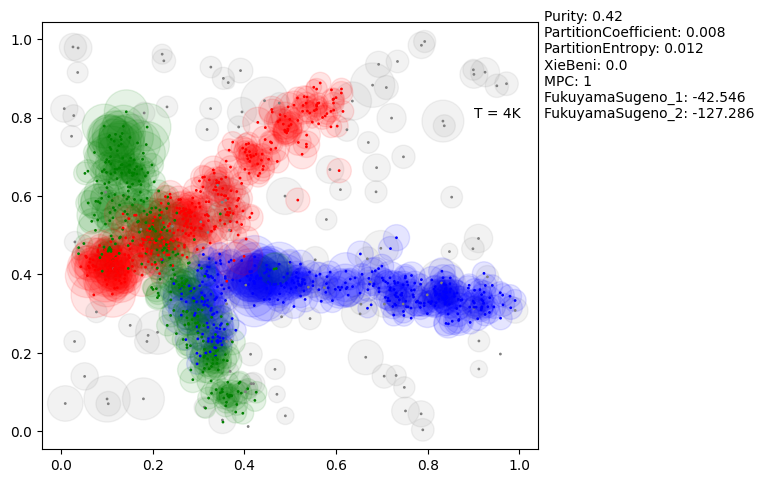 Purity: 0.42
PartitionCoefficient: 0.008
PartitionEntropy: 0.012
XieBeni: 0.0
MPC: 1
FukuyamaSugeno_1: -42.546
FukuyamaSugeno_2: -127.286
T = 4K
1.0
0.8
0.6
0.4
0.2
0.0
0.0 0.2 0.4 0.6 0.8 1.0